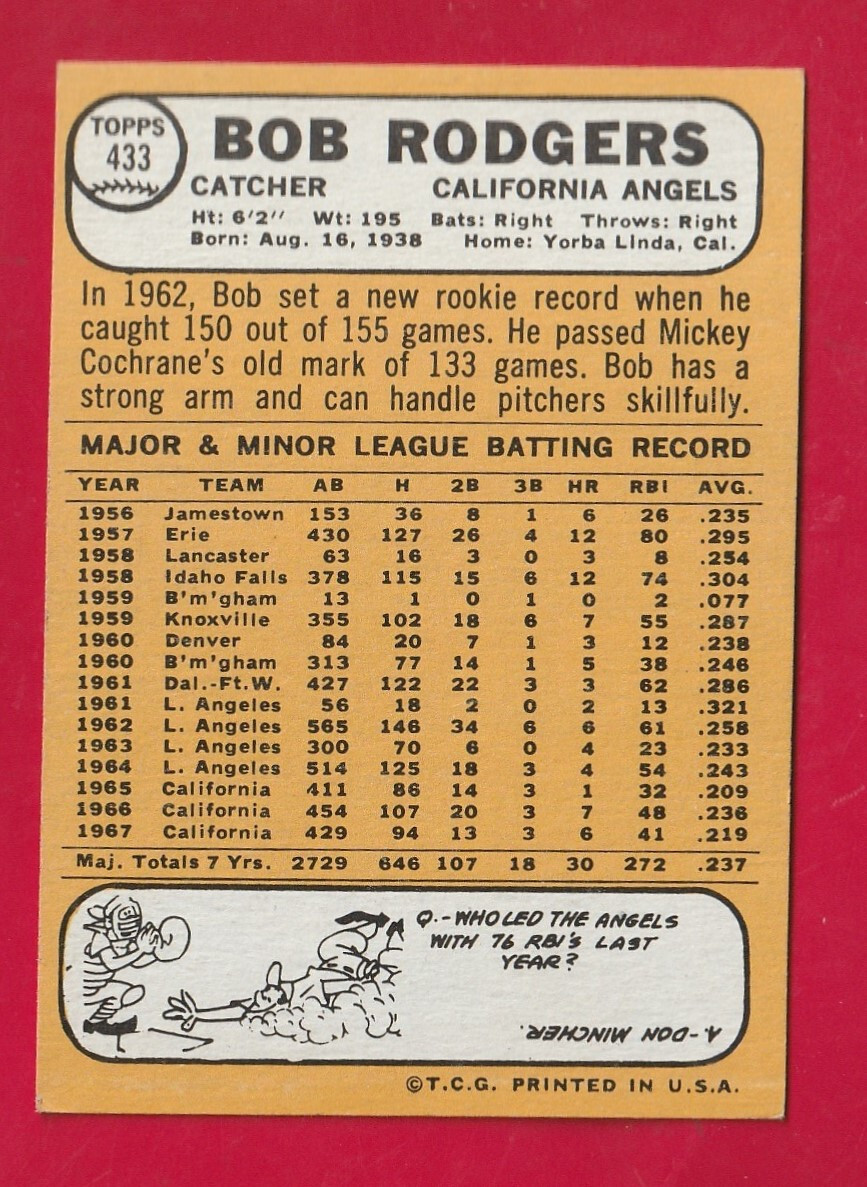 TOPPS
433
BOB RODGERS
CATCHER CALIFORNIA ANGELS
Ht: 6'2" Wt: 195 Bats: Right Throws: Right
Born: Aug. 16, 1938 Home: Yorba Linda, Cal.
In 1962, Bob set a new rookie record when he
caught 150 out of 155 games. He passed Mickey
Cochrane's old mark of 133 games. Bob has a
strong arm and can handle pitchers skillfully.
MAJOR & MINOR LEAGUE BATTING RECORD
YEAR TEAM AB H 2B 3B HR RBI AVG.
1956 Jamestown 153 36 8 1 6 26 .235
1957 Erie 430 127 26 4 12 80 .295
1958 Lancaster 63 16 3 0 3 8 .254
1958 Idaho Falls 378 115 15 6 12 74 .304
1959 B'm'gham 13 1 0 1 0 2 .077
1959 Knoxville 355 102 18 6 7 55 .287
1960 Denver 84 20 7 1 3 12 .238
1960 B'm'gham 313 77 14 1 5 38 .246
1961 Dal.-Ft.W. 427 122 22 3 3 62 .286
1961 L. Angeles 56 18 2 0 2 13 .321
1962 L. Angeles 565 146 34 6 6 61 .258
1963 L. Angeles 300 70 6 0 4 23 .233
1964 L. Angeles 514 125 18 3 4 54 .243
1965 California 411 86 14 3 1 32 .209
1966 California 454 107 20 3 7 48 .236
1967 California 429 94 13 3 6 41 .219
Maj. Totals 7 Yrs. 2729 646 107 18 30 272 .237
Q.-WHO LED THE ANGELS
WITH 76 RBI'S LAST
YEAR?
A.-DON MINCHER.
©T.C.G. PRINTED IN U.S.A.